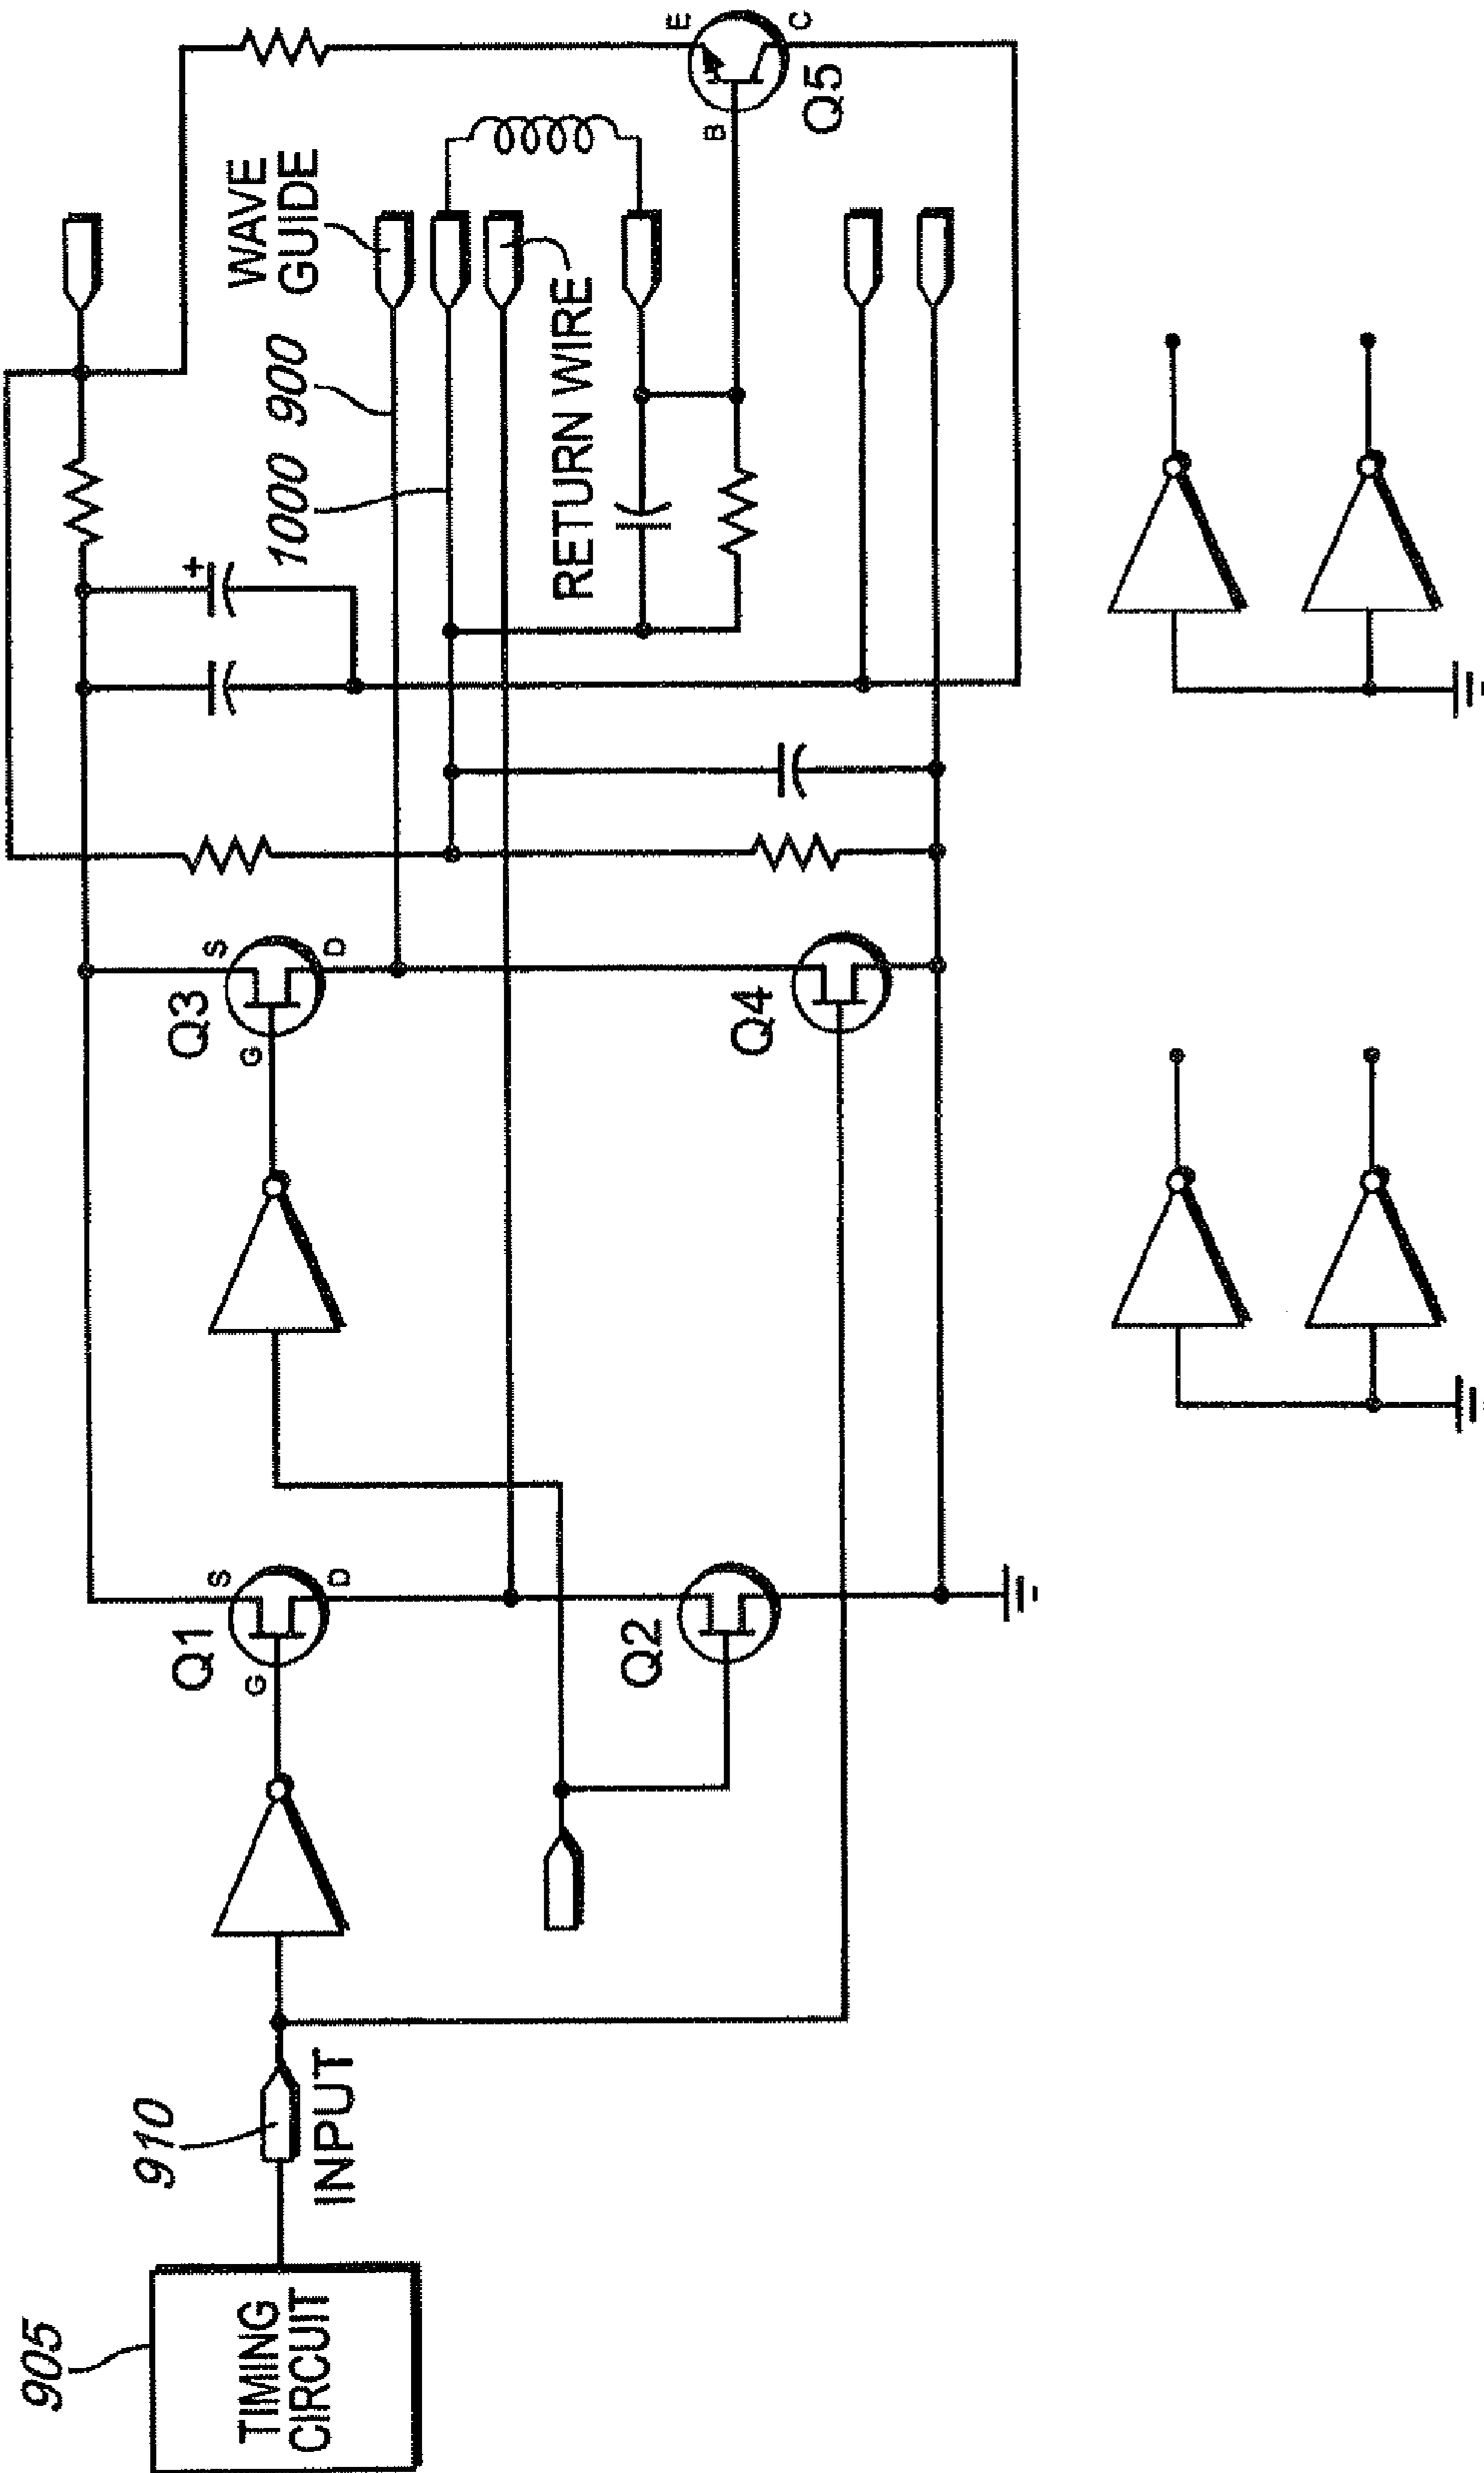 905
TIMING
CIRCUIT
910
INPUT
Q1
G
S
D
Q2
Q3
G
S
D
Q4
+
1000
900
WAVE
GUIDE
RETURN WIRE
E
B
C
Q5